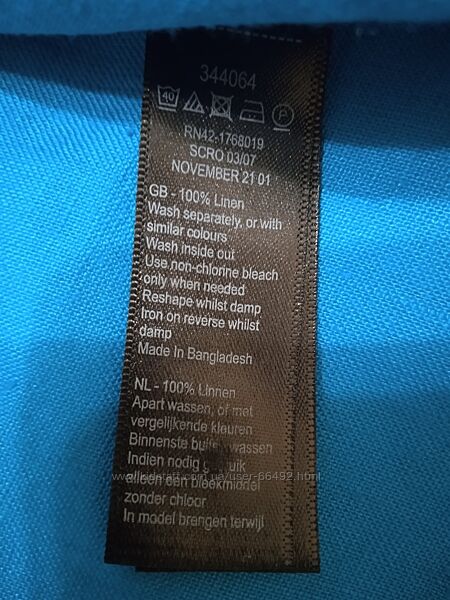 344064
40 P
RN42-1768019
SCRO 03/07
NOVEMBER 21 01
GB - 100% Linen
Wash separately, or with
similar colours
Wash inside out
Use non-chlorine bleach
only when needed
Reshape whilst damp
Iron on reverse whilst
damp
Made In Bangladesh
NL - 100% Linnen
Apart wassen, of met
vergelijkende kleuren
Binnenste wassen
Indien nodig
alleen een bleekmiddel
zonder chloor
In model brengen terwijl